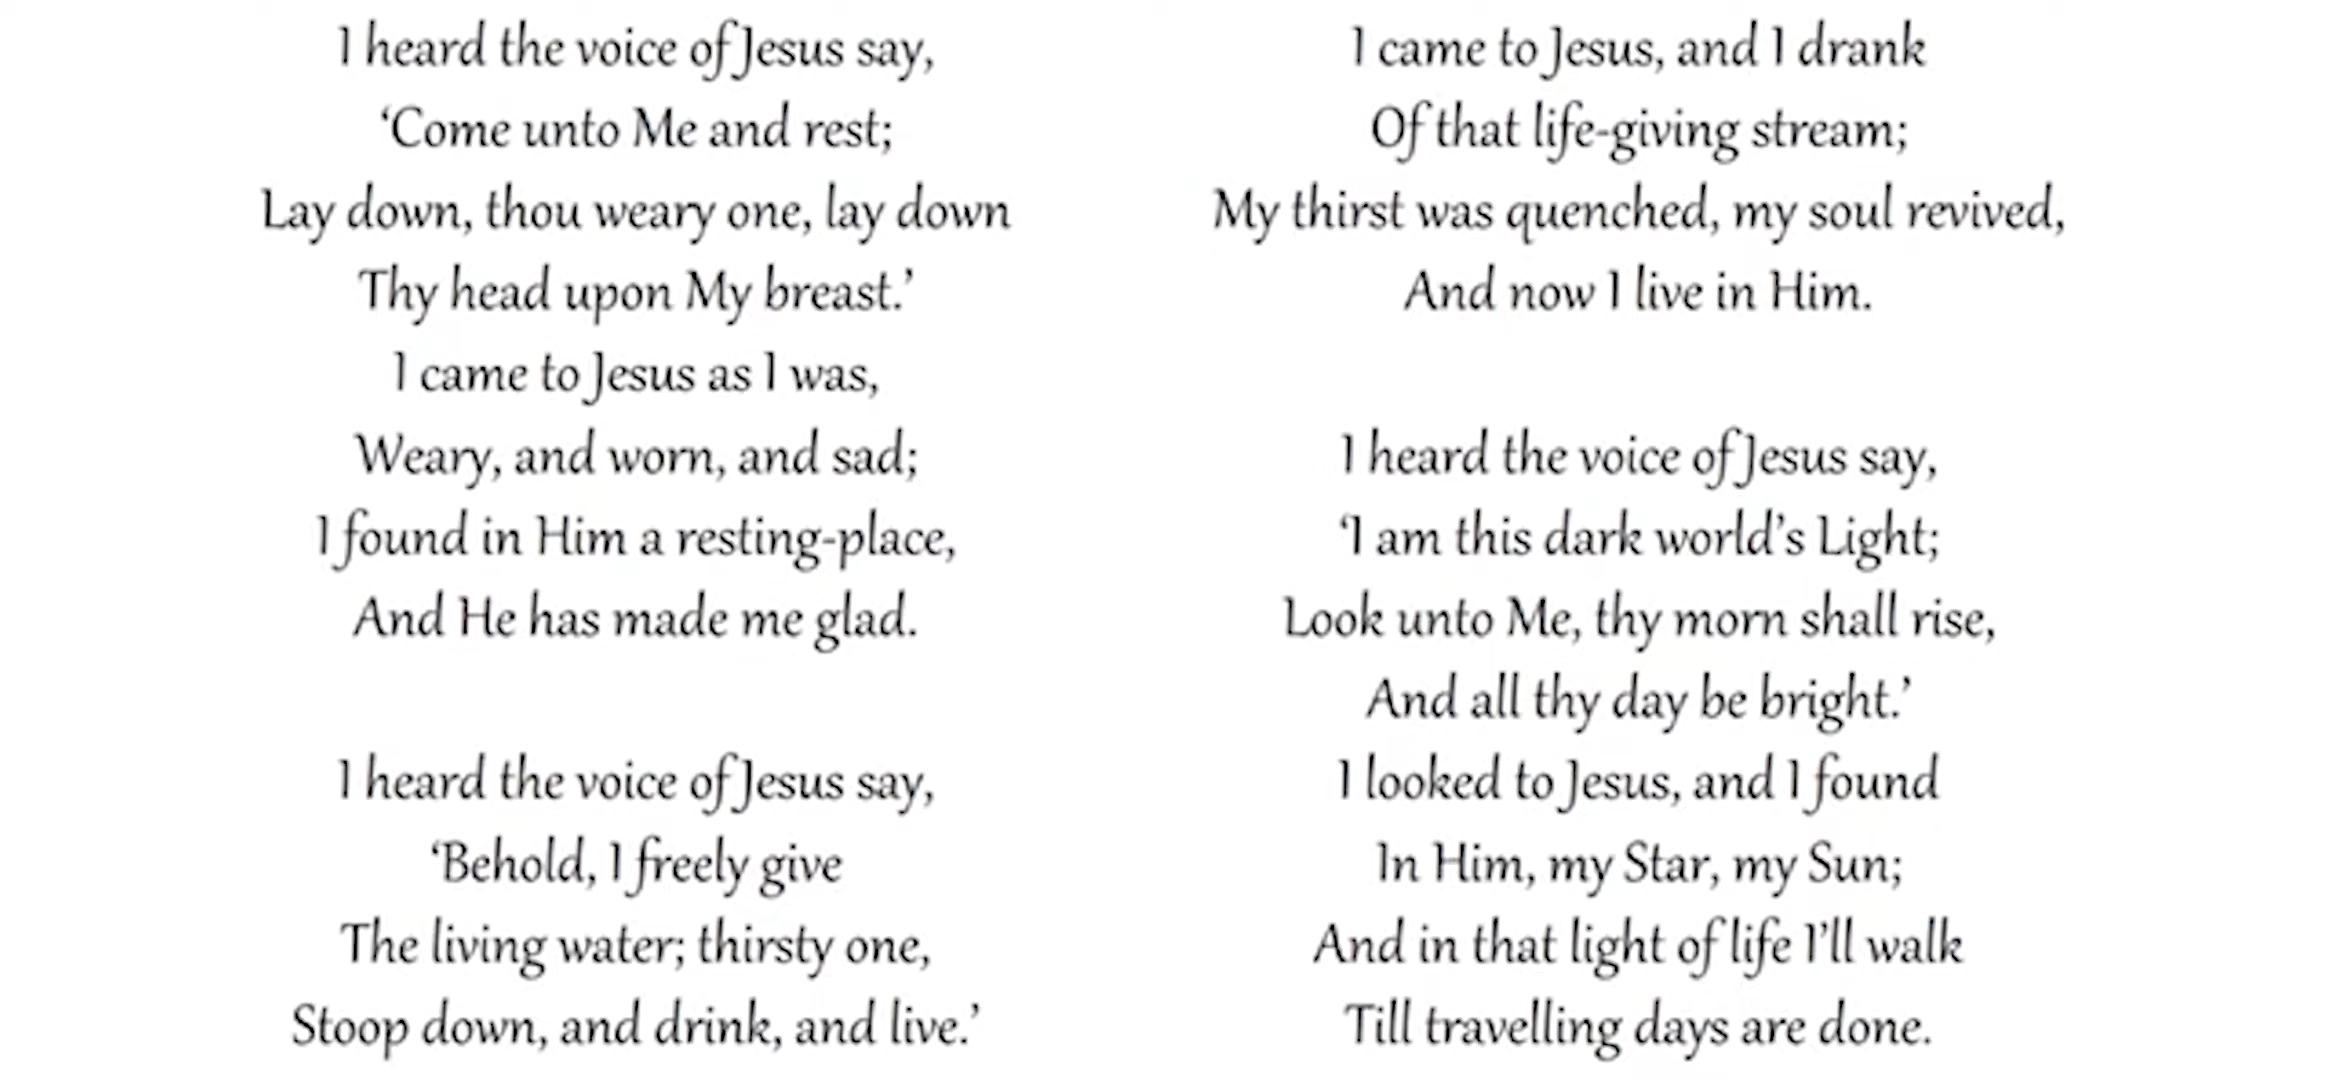 I heard the voice of Jesus say,
‘Come unto Me and rest;
Lay down, thou weary one, lay down
Thy head upon My breast.’
I came to Jesus as I was,
Weary, and worn, and sad;
I found in Him a resting-place,
And He has made me glad.
I heard the voice of Jesus say,
‘Behold, I freely give
The living water; thirsty one,
Stoop down, and drink, and live.’
I came to Jesus, and I drank
Of that life-giving stream;
My thirst was quenched, my soul revived,
And now I live in Him.
I heard the voice of Jesus say,
‘I am this dark world’s Light;
Look unto Me, thy morn shall rise,
And all thy day be bright.’
I looked to Jesus, and I found
In Him, my Star, my Sun;
And in that light of life I’ll walk
Till travelling days are done.